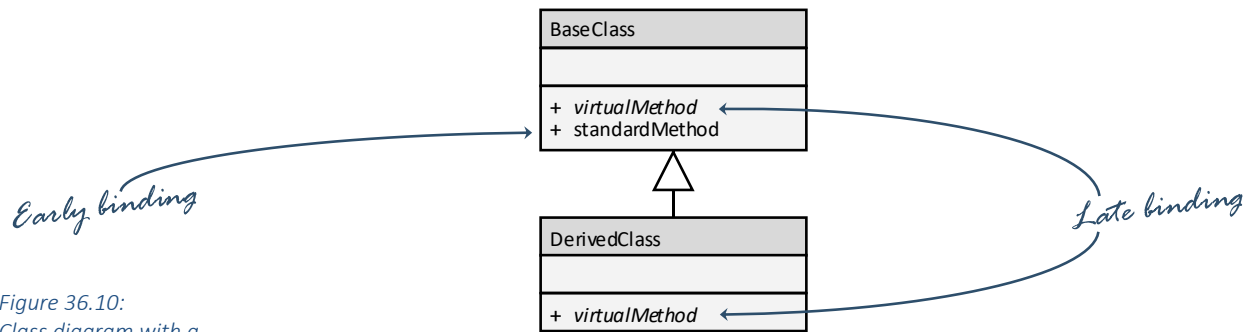 BaseClass
+ virtualMethod
+ standardMethod
Early binding
Late binding
DerivedClass
+ virtualMethod
Figure 36.10:
Class diagram with a